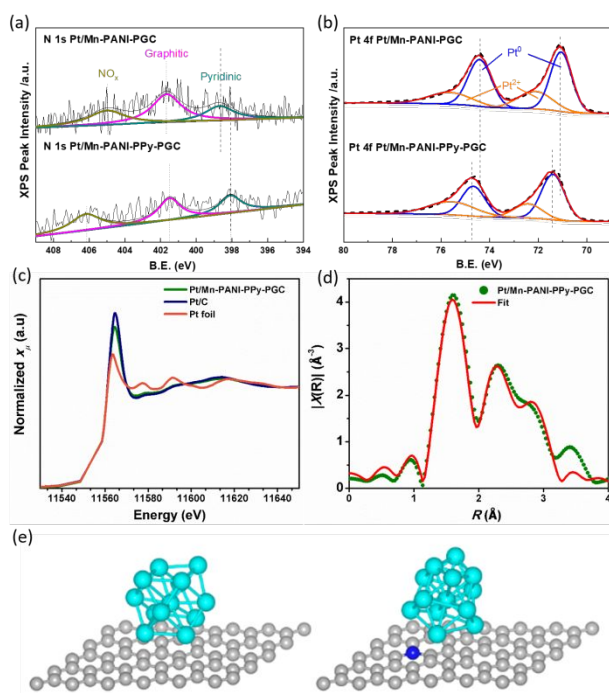 (a)
N 1s Pt/Mn-PANI-PGC
Graphitic
NOx
Pyridinic
N 1s Pt/Mn-PANI-PPy-PGC
XPS Peak Intensity/a.u.
408 406 404 402 400 398 396 394
B.E. (eV)
(b)
Pt 4f Pt/Mn-PANI-PGC
Pt⁰
Pt²⁺
Pt 4f Pt/Mn-PANI-PPy-PGC
XPS Peak Intensity /a.u.
80 78 76 74 72 70
B.E. (eV)
(c)
Pt/Mn-PANI-PPy-PGC
Pt/C
Pt foil
Normalized xμ (a.u)
11540 11560 11580 11600 11620 11640
Energy (eV)
(d)
Pt/Mn-PANI-PPy-PGC
Fit
|X(R)| (Å⁻³)
4
3
2
1
0
0 1 2 3 4
R (Å)
(e)